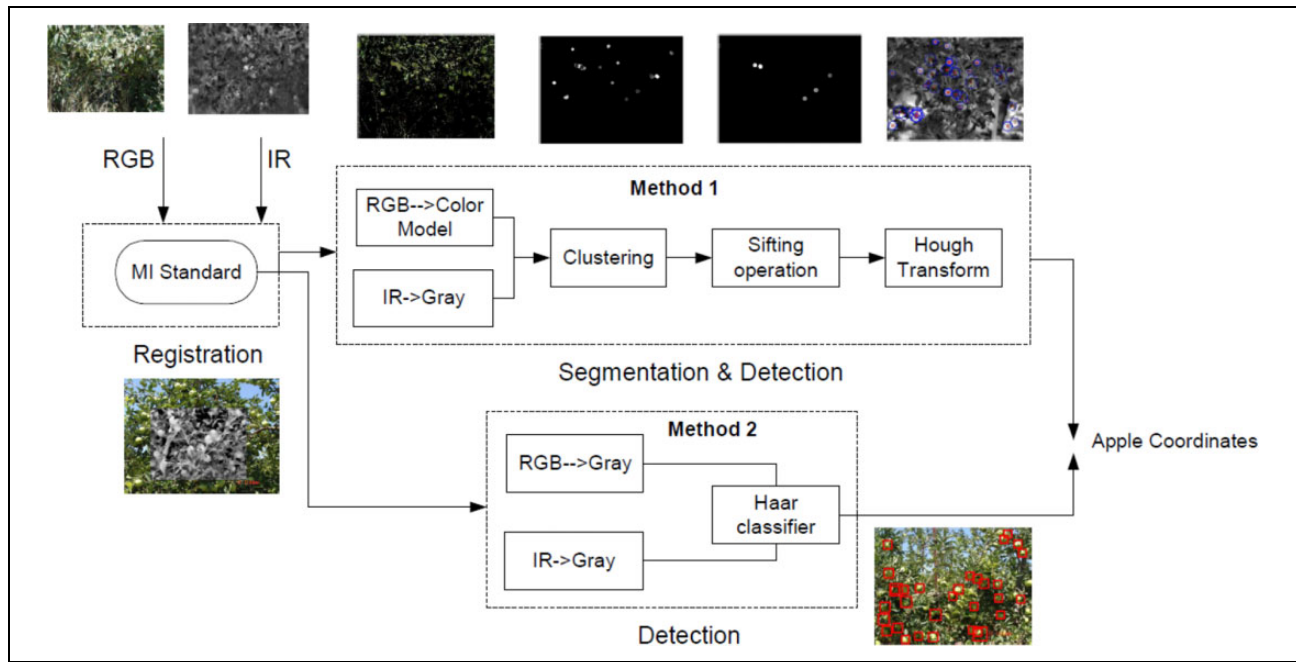 RGB
IR
MI Standard
Registration
Method 1
RGB-->Color
Model
IR->Gray
Clustering
Sifting
operation
Hough
Transform
Segmentation & Detection
Method 2
RGB-->Gray
IR->Gray
Haar
classifier
Detection
Apple Coordinates